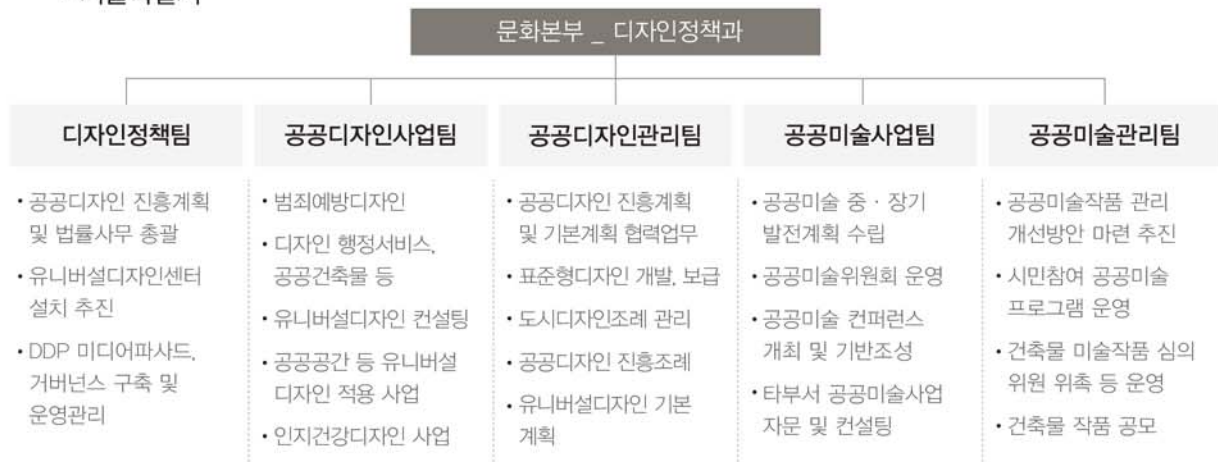 문화본부 _ 디자인정책과
디자인정책팀
• 공공디자인 진흥계획
및 법률사무 총괄
• 유니버설디자인센터
설치 추진
• DDP 미디어파사드,
거버넌스 구축 및
운영관리
공공디자인사업팀
• 범죄예방디자인
• 디자인 행정서비스,
공공건축물 등
• 유니버설디자인 컨설팅
• 공공공간 등 유니버설
디자인 적용 사업
• 인지건강디자인 사업
공공디자인관리팀
• 공공디자인 진흥계획
및 기본계획 협력업무
• 표준형디자인 개발, 보급
• 도시디자인조례 관리
• 공공디자인 진흥조례
• 유니버설디자인 기본
계획
공공미술사업팀
• 공공미술 중 · 장기
발전계획 수립
• 공공미술위원회 운영
• 공공미술 컨퍼런스
개최 및 기반조성
• 타부서 공공미술사업
자문 및 컨설팅
공공미술관리팀
• 공공미술작품 관리
개선방안 마련 추진
• 시민참여 공공미술
프로그램 운영
• 건축물 미술작품 심의
위원 위촉 등 운영
• 건축물 작품 공모